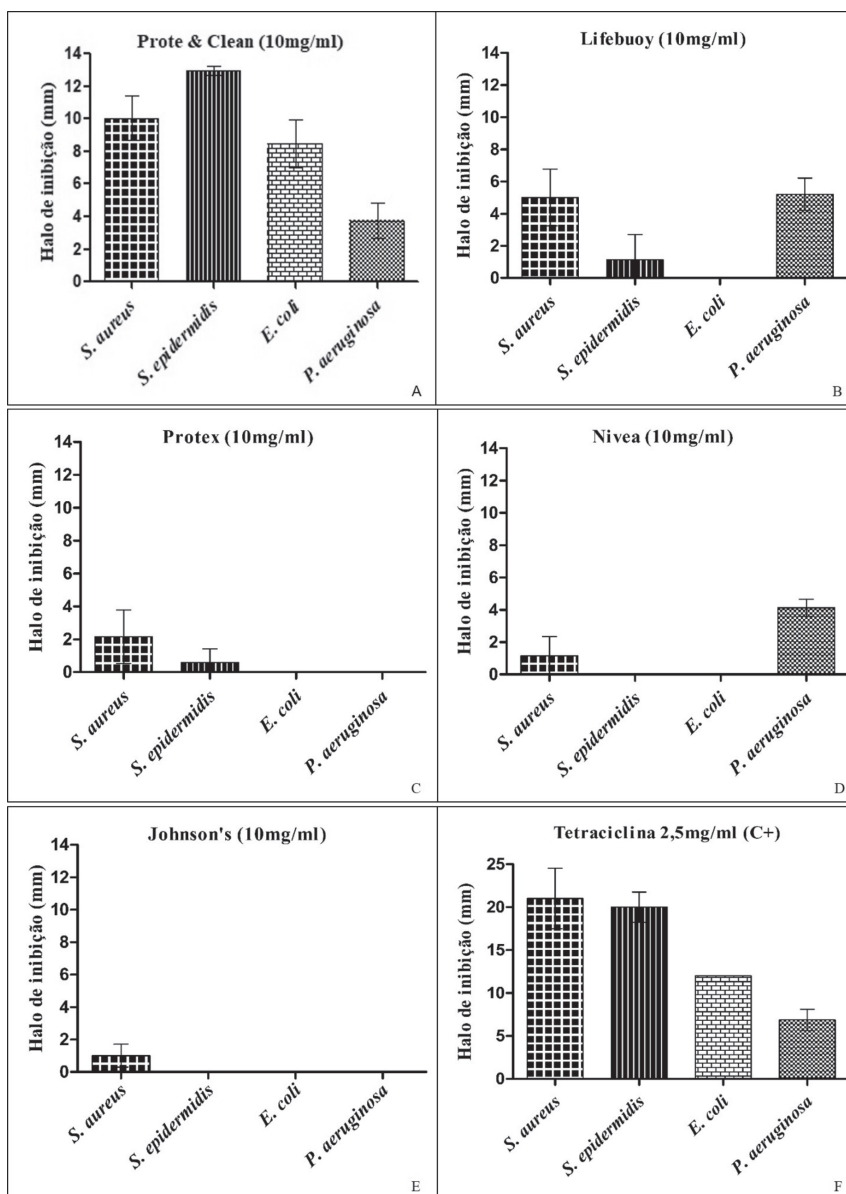 Prote & Clean (10mg/ml)
Halo de inibição (mm)
14
12
10
8
6
4
2
0
S. aureus
S. epidermidis
E. coli
P. aeruginosa
A
Lifebuoy (10mg/ml)
Halo de inibição (mm)
14
12
10
8
6
4
2
0
S. aureus
S. epidermidis
E. coli
P. aeruginosa
B
Protex (10mg/ml)
Halo de inibição (mm)
14
12
10
8
6
4
2
0
S. aureus
S. epidermidis
E. coli
P. aeruginosa
C
Nivea (10mg/ml)
Halo de inibição (mm)
14
12
10
8
6
4
2
0
S. aureus
S. epidermidis
E. coli
P. aeruginosa
D
Johnson's (10mg/ml)
Halo de inibição (mm)
14
12
10
8
6
4
2
0
S. aureus
S. epidermidis
E. coli
P. aeruginosa
E
Tetraciclina 2,5mg/ml (C+)
Halo de inibição (mm)
25
20
15
10
5
0
S. aureus
S. epidermidis
E. coli
P. aeruginosa
F